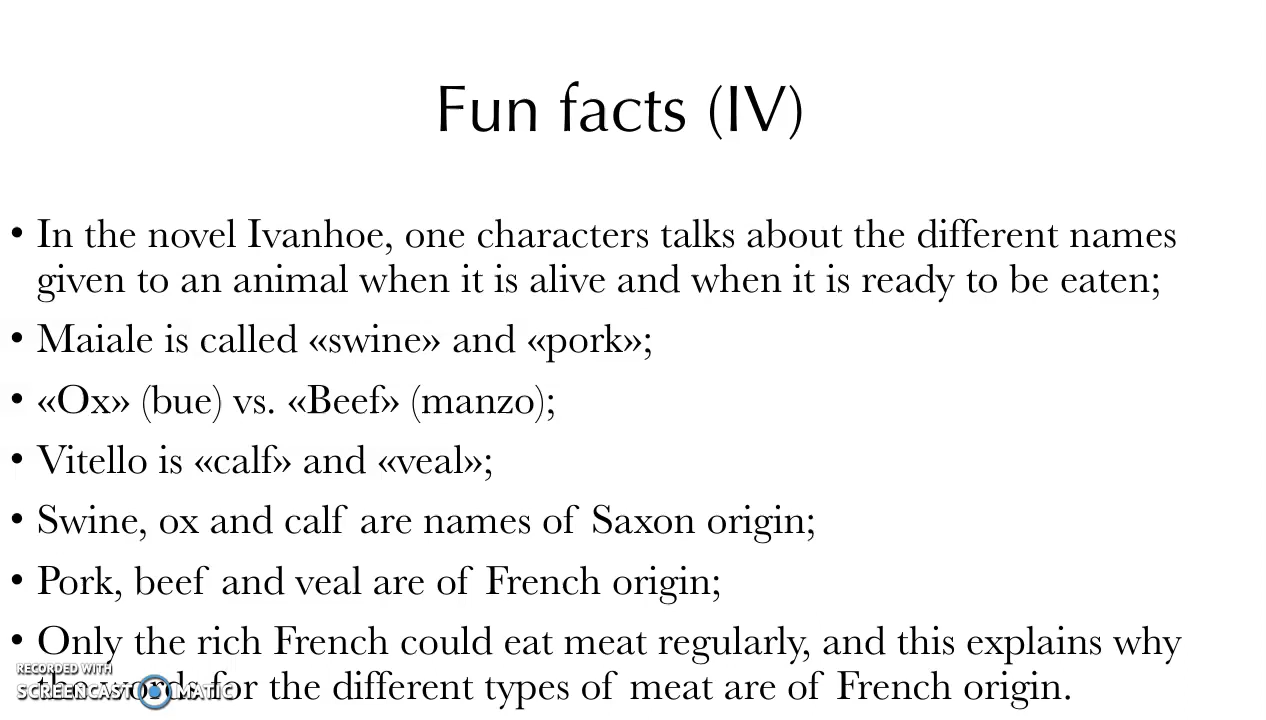 Fun facts (IV)
• In the novel Ivanhoe, one characters talks about the different names
given to an animal when it is alive and when it is ready to be eaten;
• Maiale is called «swine» and «pork»;
• «Ox» (bue) vs. «Beef» (manzo);
• Vitello is «calf» and «veal»;
• Swine, ox and calf are names of Saxon origin;
• Pork, beef and veal are of French origin;
• Only the rich French could eat meat regularly, and this explains why
the words for the different types of meat are of French origin.
RECORDED WITH
SCREENCAST-O-MATIC